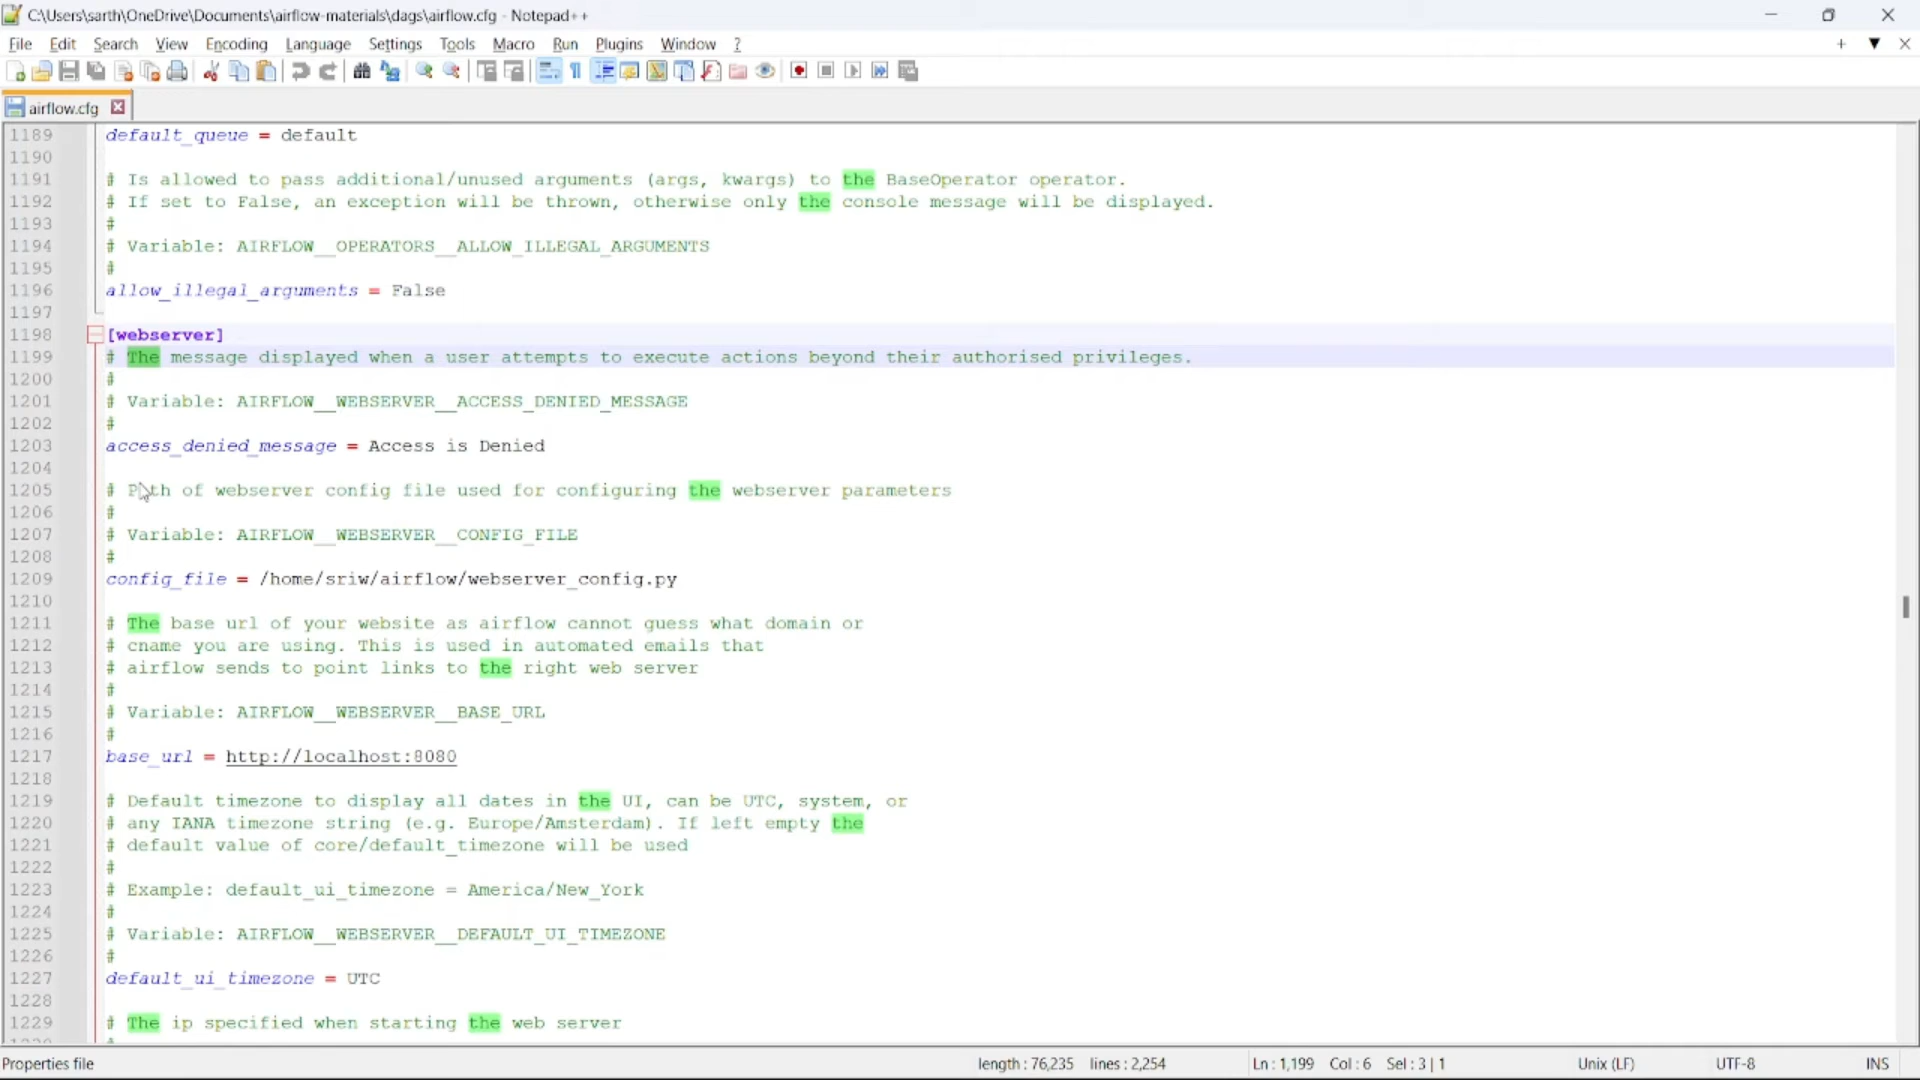 C:\Users\sarth\OneDrive\Documents\airflow-materials\dags\airflow.cfg - Notepad++
File Edit Search View Encoding Language Settings Tools Macro Run Plugins Window ?
airflow.cfg
1189 default_queue = default
1190
1191 # Is allowed to pass additional/unused arguments (args, kwargs) to the BaseOperator operator.
1192 # If set to False, an exception will be thrown, otherwise only the console message will be displayed.
1193 #
1194 # Variable: AIRFLOW__OPERATORS__ALLOW_ILLEGAL_ARGUMENTS
1195 #
1196 allow_illegal_arguments = False
1197
1198 [webserver]
1199 # The message displayed when a user attempts to execute actions beyond their authorised privileges.
1200 #
1201 # Variable: AIRFLOW__WEBSERVER__ACCESS_DENIED_MESSAGE
1202 #
1203 access_denied_message = Access is Denied
1204
1205 # Path of webserver config file used for configuring the webserver parameters
1206 #
1207 # Variable: AIRFLOW__WEBSERVER__CONFIG_FILE
1208 #
1209 config_file = /home/sriw/airflow/webserver_config.py
1210
1211 # The base url of your website as airflow cannot guess what domain or
1212 # cname you are using. This is used in automated emails that
1213 # airflow sends to point links to the right web server
1214 #
1215 # Variable: AIRFLOW__WEBSERVER__BASE_URL
1216 #
1217 base_url = http://localhost:8080
1218
1219 # Default timezone to display all dates in the UI, can be UTC, system, or
1220 # any IANA timezone string (e.g. Europe/Amsterdam). If left empty the
1221 # default value of core/default_timezone will be used
1222 #
1223 # Example: default_ui_timezone = America/New_York
1224 #
1225 # Variable: AIRFLOW__WEBSERVER__DEFAULT_UI_TIMEZONE
1226 #
1227 default_ui_timezone = UTC
1228
1229 # The ip specified when starting the web server
Properties file length : 76,235 lines : 2,254 Ln : 1,199 Col : 6 Sel : 3 | 1 Unix (LF) UTF-8 INS